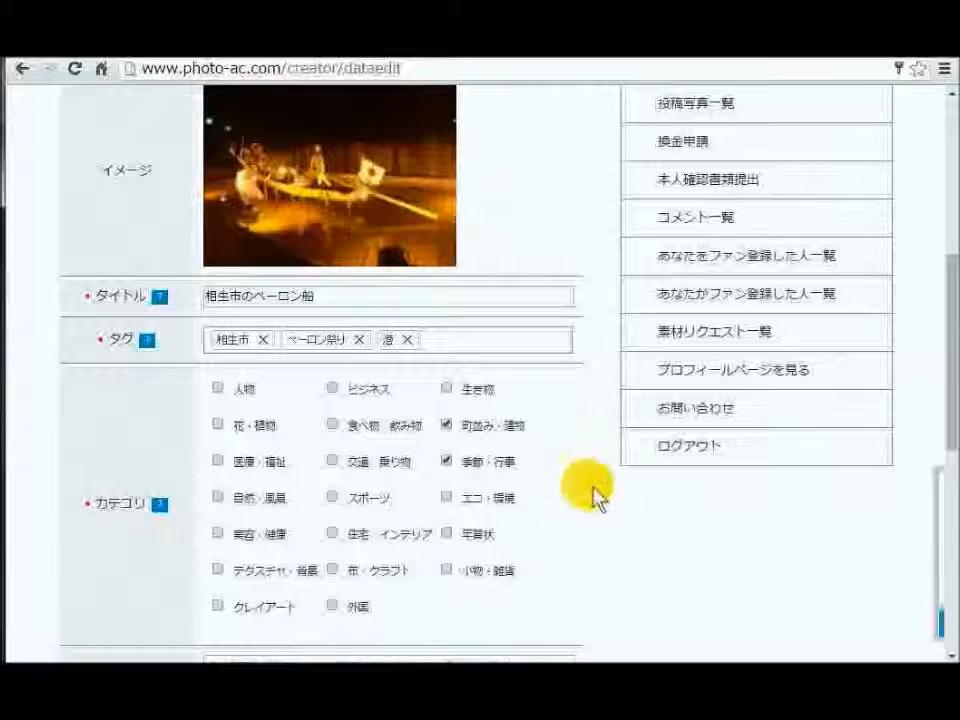 www.photo-ac.com/creator/dataedit
イメージ
・タイトル ?
相生市のペーロン船
・タグ ?
相生市 × ペーロン祭り × 港 ×
・カテゴリ ?
人物 ビジネス 生き物
花・植物 食べ物 飲み物 町並み・建物
医療・福祉 交通 乗り物 季節・行事
自然・風景 スポーツ エコ・環境
美容・健康 住宅 インテリア 年賀状
テクスチャ・背景 布・クラフト 小物・雑貨
クレイアート 外国
投稿写真一覧
換金申請
本人確認書類提出
コメント一覧
あなたをファン登録した人一覧
あなたがファン登録した人一覧
素材リクエスト一覧
プロフィールページを見る
お問い合わせ
ログアウト